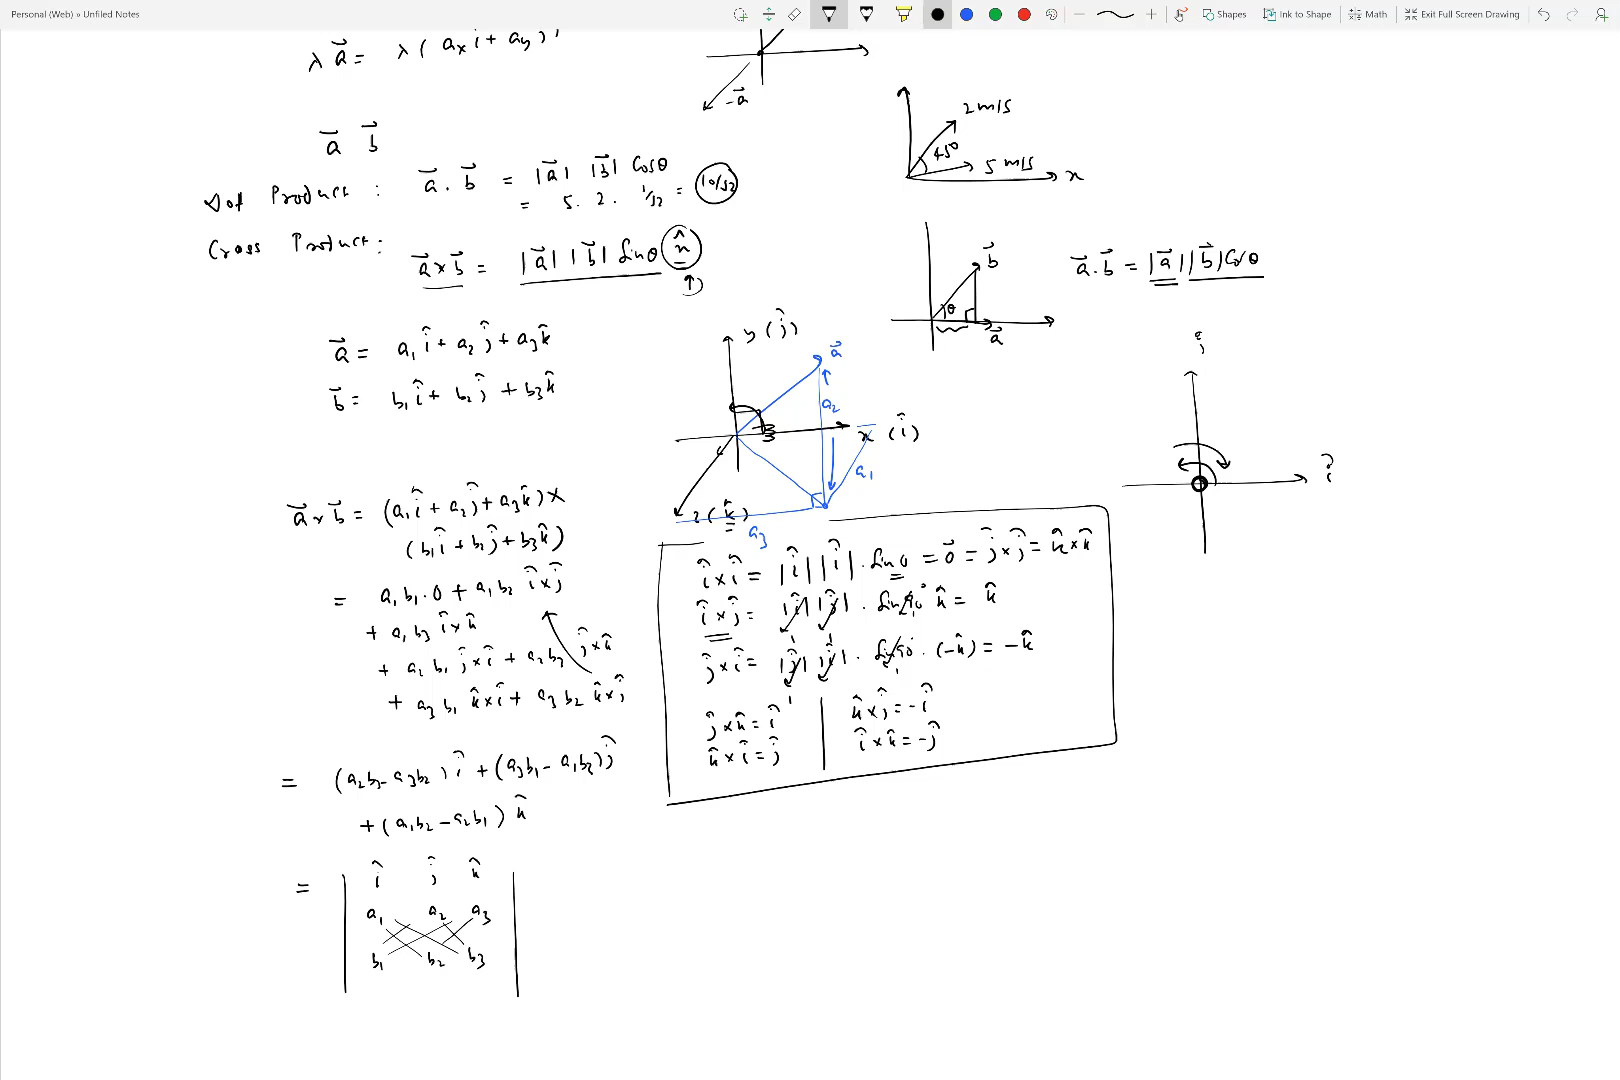 Personal (Web) » Unfiled Notes
Shapes
Ink to Shape
Math
Exit Full Screen Drawing
λ a⃗ = λ ( aₓ i + a_y j )
-a⃗
a⃗ b⃗
2 m/s
45°
5 m/s
x
Dot Product : a⃗ . b⃗ = |a⃗| |b⃗| Cosθ
= 5. 2. 1/√2 = 10/√2
Cross Product : a⃗ × b⃗ = |a⃗| |b⃗| Sinθ n̂
b⃗
θ
a⃗
a⃗ . b⃗ = |a⃗| |b⃗| Cosθ
a⃗ = a₁ î + a₂ ĵ + a₃ k̂
b⃗ = b₁ î + b₂ ĵ + b₃ k̂
y (ĵ)
a⃗
a₂
x (î)
a₁
z (k̂)
a₃
ĵ
î
a⃗ × b⃗ = (a₁ î + a₂ ĵ + a₃ k̂) ×
(b₁ î + b₂ ĵ + b₃ k̂)
= a₁ b₁ . 0 + a₁ b₂ î × ĵ
+ a₁ b₃ î × k̂
+ a₂ b₁ ĵ × î + a₂ b₃ ĵ × k̂
+ a₃ b₁ k̂ × î + a₃ b₂ k̂ × ĵ
= (a₂b₃ - a₃b₂) î + (a₃b₁ - a₁b₃) ĵ
+ (a₁b₂ - a₂b₁) k̂
= î ĵ k̂
a₁ a₂ a₃
b₁ b₂ b₃
î × î = |î| |î| . Sin 0 = 0⃗ = ĵ × ĵ = k̂ × k̂
î × ĵ = |î| |ĵ| . Sin 90° k̂ = k̂
ĵ × î = |ĵ| |î| . Sin 90 . (-k̂) = -k̂
ĵ × k̂ = î
k̂ × î = ĵ
k̂ × ĵ = -î
î × k̂ = -ĵ